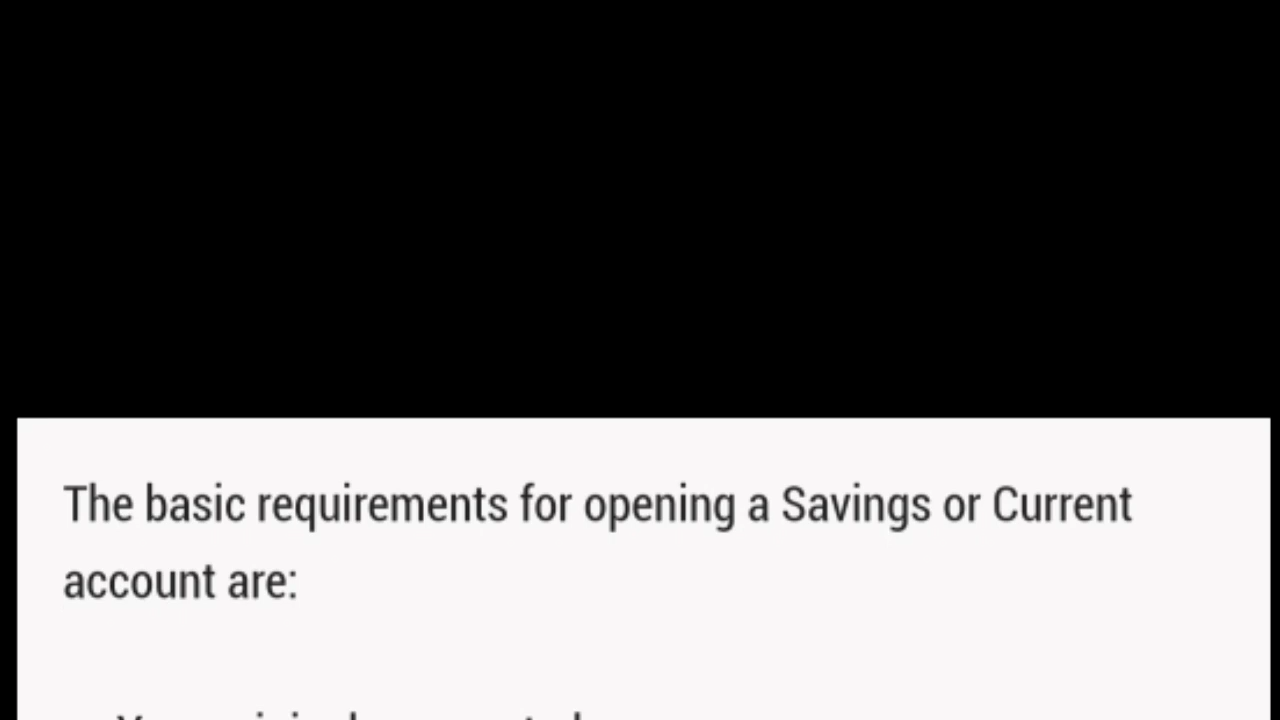 The basic requirements for opening a Savings or Current
account are: